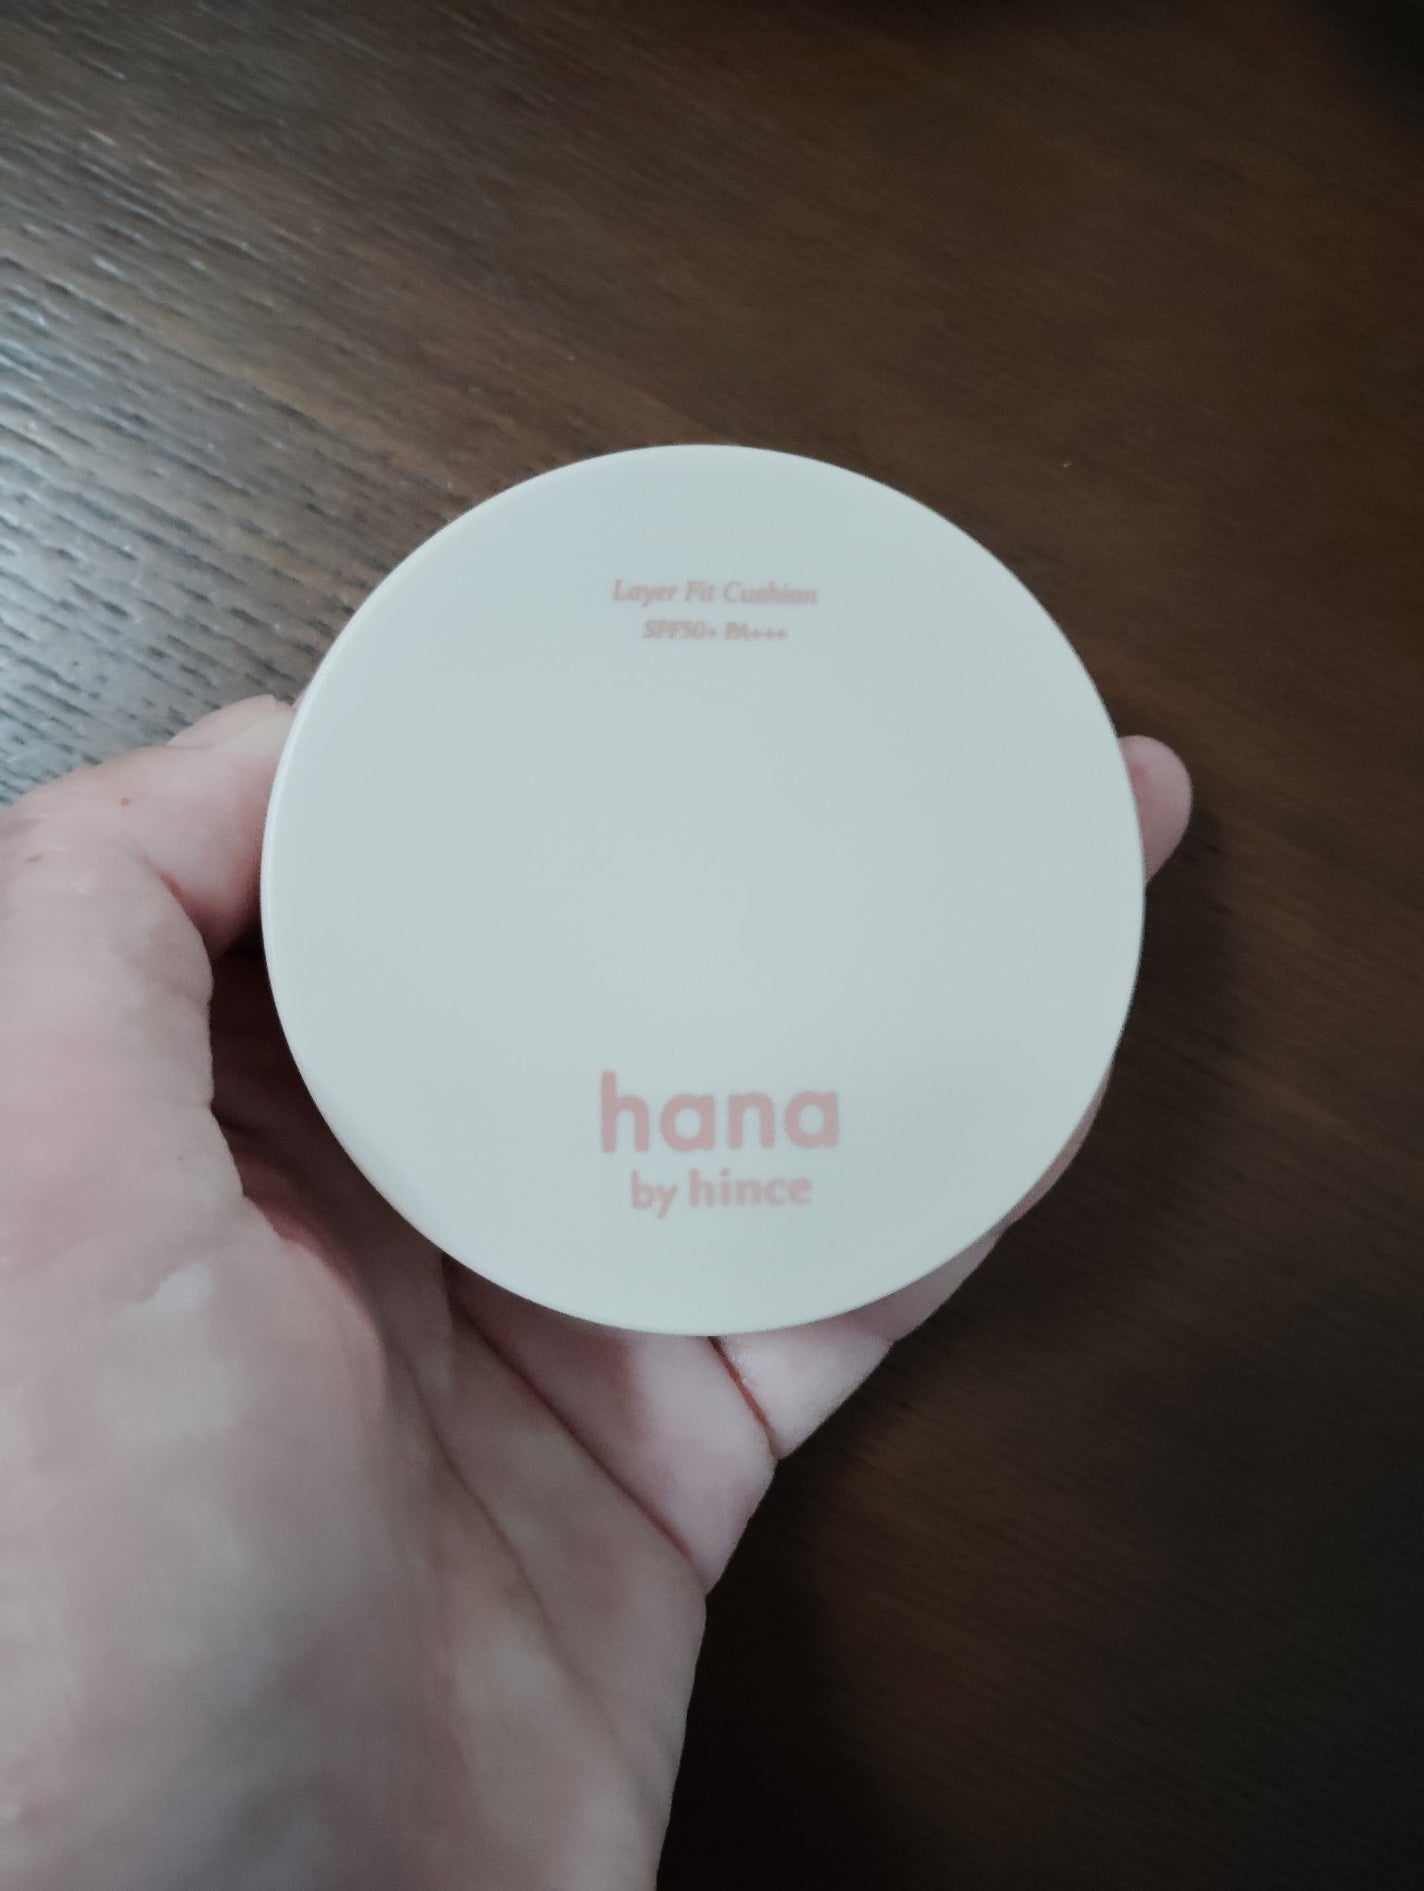 Layer Fit Cushion
SPF50+ PA+++
hana
by hince